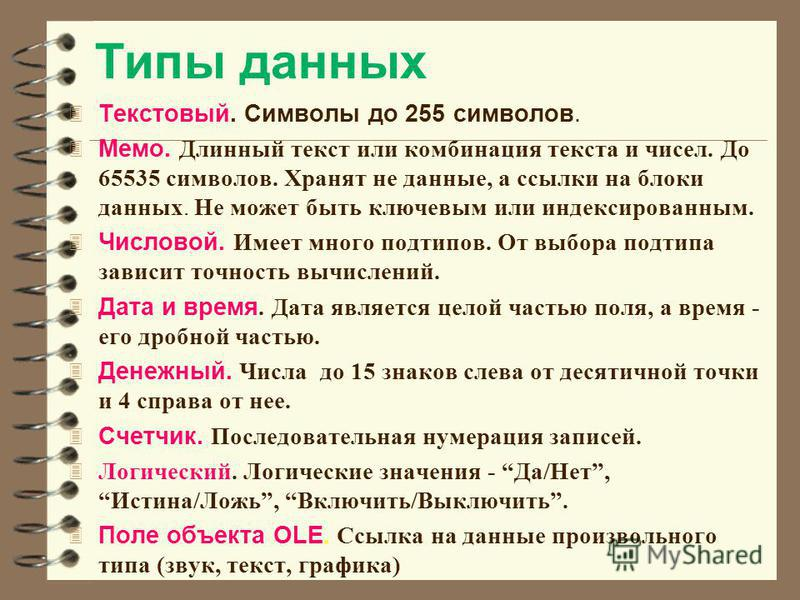 Типы данных
Текстовый. Символы до 255 символов.
Мемо. Длинный текст или комбинация текста и чисел. До
65535 символов. Хранят не данные, а ссылки на блоки
данных. Не может быть ключевым или индексированным.
Числовой. Имеет много подтипов. От выбора подтипа
зависит точность вычислений.
Дата и время. Дата является целой частью поля, а время -
его дробной частью.
Денежный. Числа до 15 знаков слева от десятичной точки
и 4 справа от нее.
Счетчик. Последовательная нумерация записей.
Логический. Логические значения - “Да/Нет”,
“Истина/Ложь”, “Включить/Выключить”.
Поле объекта OLE. Ссылка на данные произвольного
типа (звук, текст, графика)
MyShared